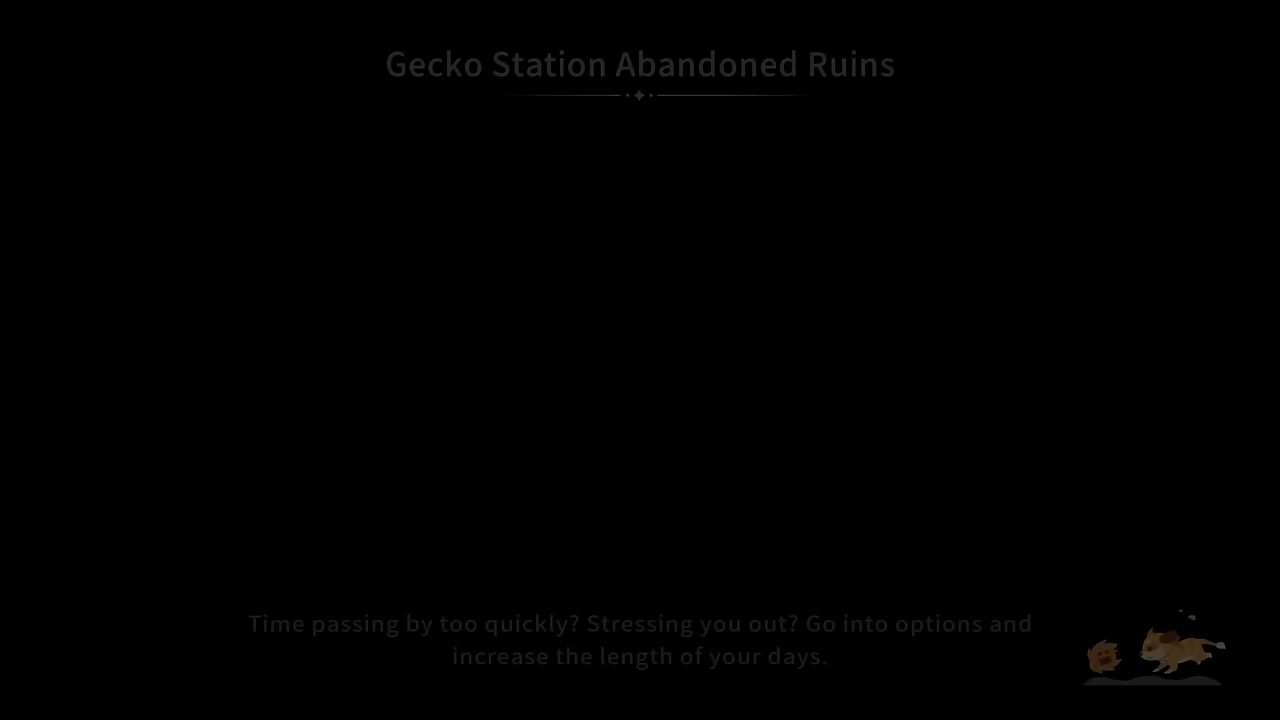 Gecko Station Abandoned Ruins
Time passing by too quickly? Stressing you out? Go into options and
increase the length of your days.